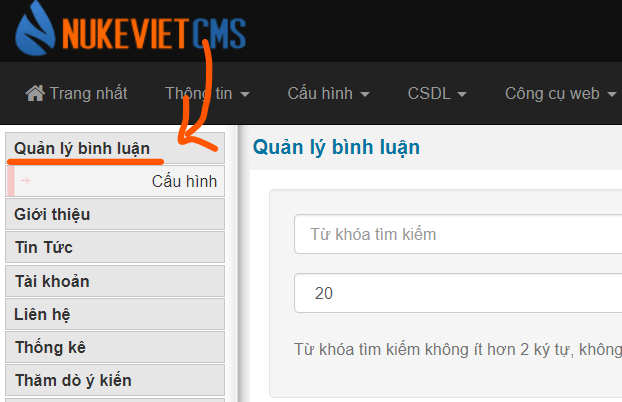 NUKEVIET CMS
Trang nhất Thông tin Cấu hình CSDL Công cụ web
Quản lý bình luận
Cấu hình
Giới thiệu
Tin Tức
Tài khoản
Liên hệ
Thống kê
Thăm dò ý kiến
Quản lý bình luận
Từ khóa tìm kiếm
20
Từ khóa tìm kiếm không ít hơn 2 ký tự, không